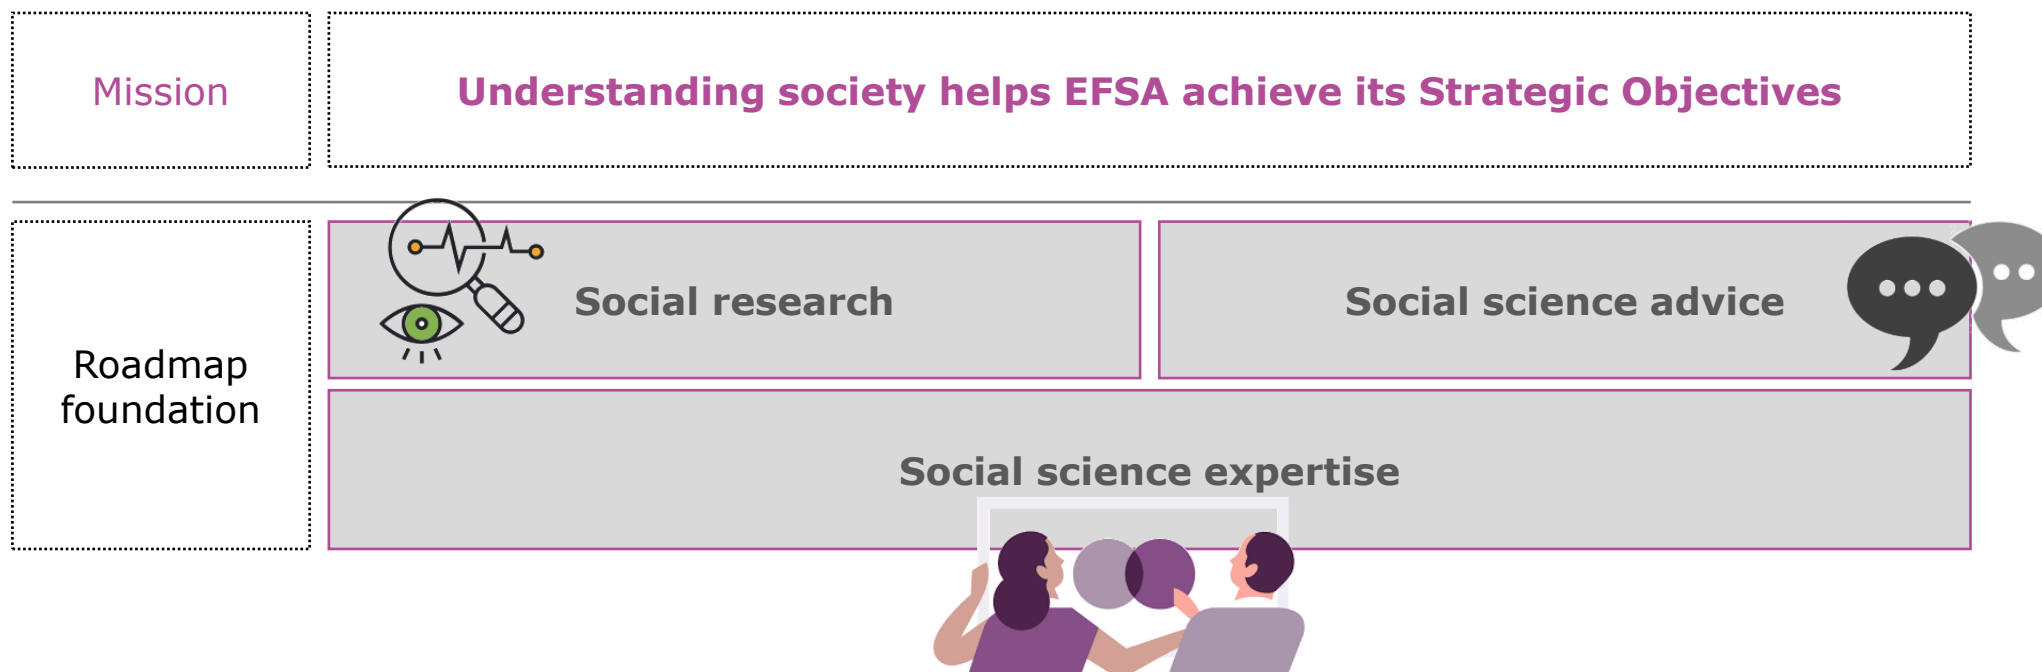 Mission
Understanding society helps EFSA achieve its Strategic Objectives
Roadmap
foundation
Social research
Social science advice
Social science expertise